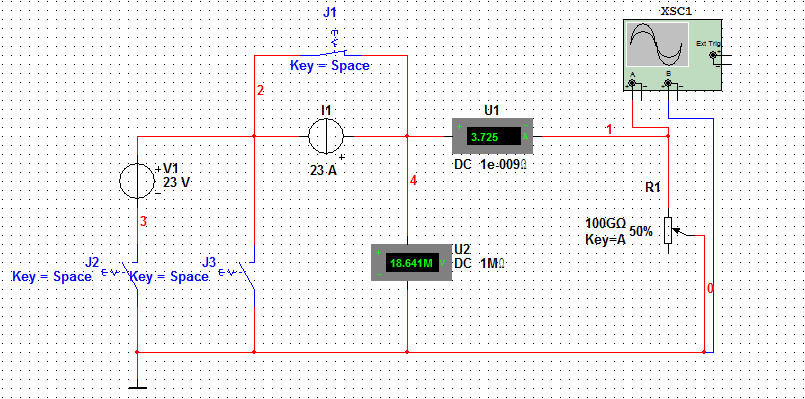 J1
XSC1
Key = Space
Ext Trig
A
B
2
I1
23 A
U1
3.725
DC 1e-009Ω
1
V1
23 V
4
R1
3
100GΩ
50%
Key=A
J2
Key = Space
J3
Key = Space
U2
18.641M
V
DC 1MΩ
0